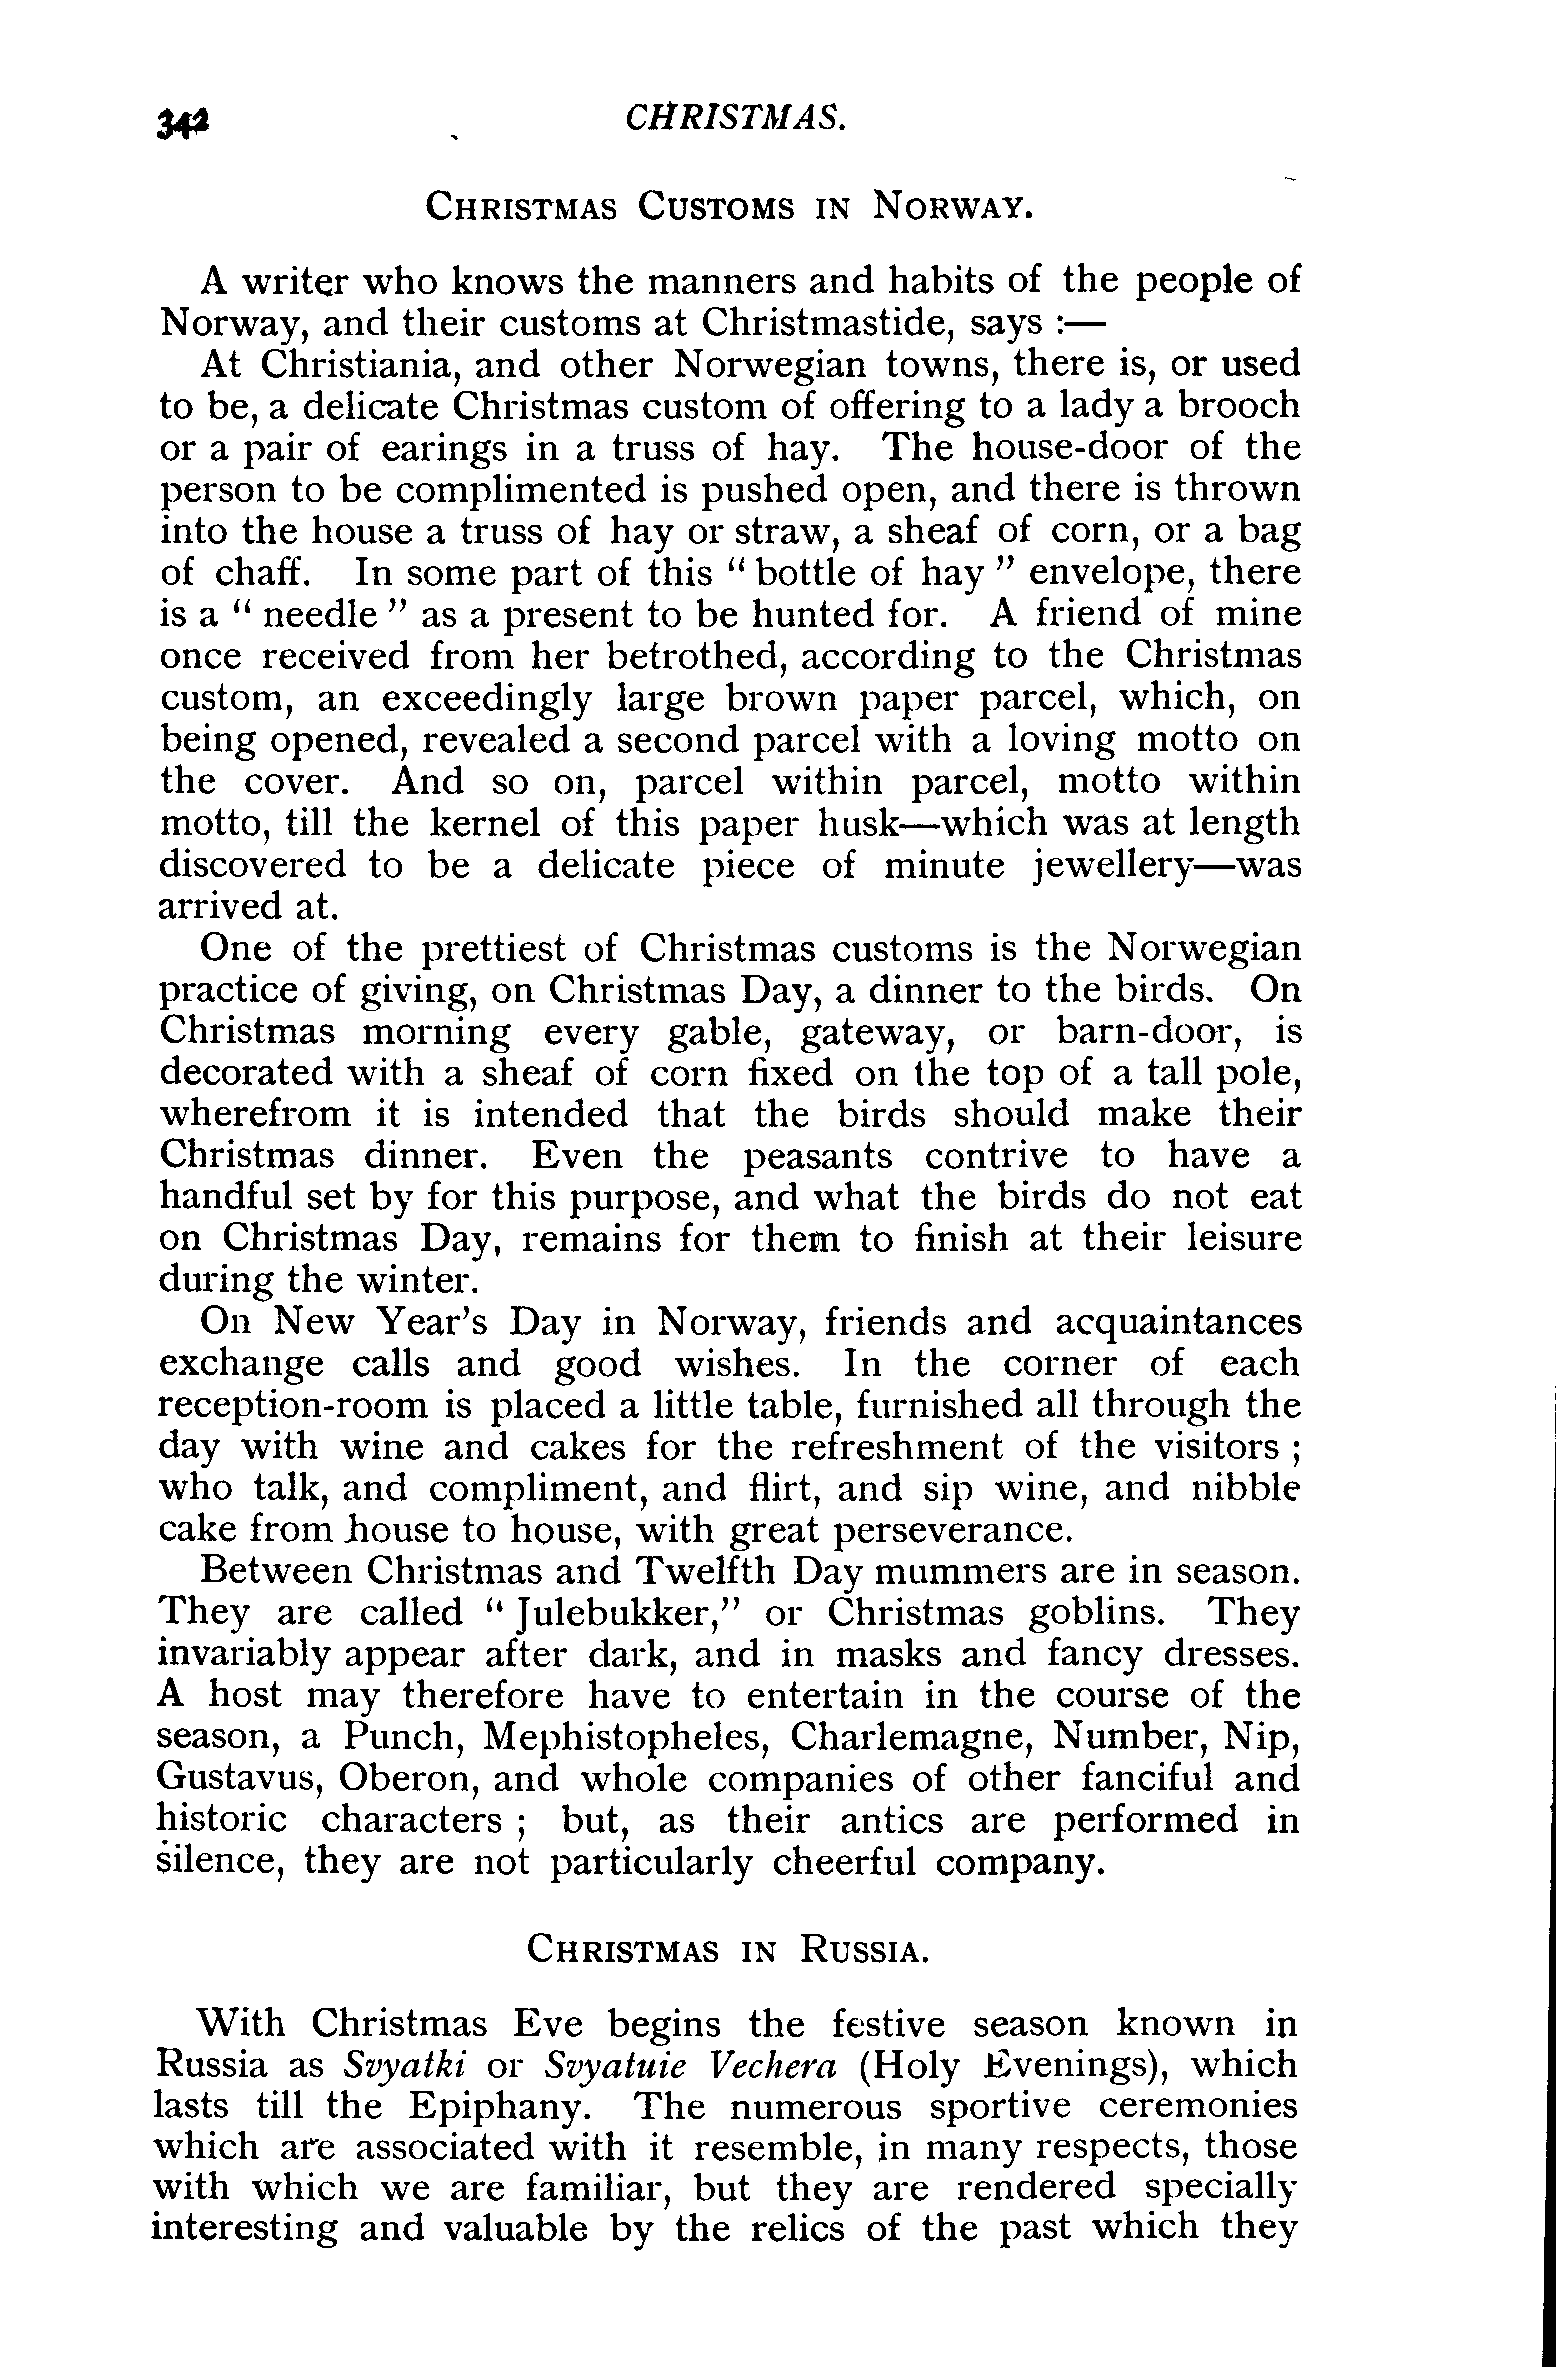 342 CHRISTMAS.
CHRISTMAS CUSTOMS IN NORWAY.
A writer who knows the manners and habits of the people of
Norway, and their customs at Christmastide, says :—
At Christiania, and other Norwegian towns, there is, or used
to be, a delicate Christmas custom of offering to a lady a brooch
or a pair of earings in a truss of hay. The house-door of the
person to be complimented is pushed open, and there is thrown
into the house a truss of hay or straw, a sheaf of corn, or a bag
of chaff. In some part of this “ bottle of hay ” envelope, there
is a “ needle ” as a present to be hunted for. A friend of mine
once received from her betrothed, according to the Christmas
custom, an exceedingly large brown paper parcel, which, on
being opened, revealed a second parcel with a loving motto on
the cover. And so on, parcel within parcel, motto within
motto, till the kernel of this paper husk—which was at length
discovered to be a delicate piece of minute jewellery—was
arrived at.
One of the prettiest of Christmas customs is the Norwegian
practice of giving, on Christmas Day, a dinner to the birds. On
Christmas morning every gable, gateway, or barn-door, is
decorated with a sheaf of corn fixed on the top of a tall pole,
wherefrom it is intended that the birds should make their
Christmas dinner. Even the peasants contrive to have a
handful set by for this purpose, and what the birds do not eat
on Christmas Day, remains for them to finish at their leisure
during the winter.
On New Year’s Day in Norway, friends and acquaintances
exchange calls and good wishes. In the corner of each
reception-room is placed a little table, furnished all through the
day with wine and cakes for the refreshment of the visitors ;
who talk, and compliment, and flirt, and sip wine, and nibble
cake from house to house, with great perseverance.
Between Christmas and Twelfth Day mummers are in season.
They are called “ Julebukker,” or Christmas goblins. They
invariably appear after dark, and in masks and fancy dresses.
A host may therefore have to entertain in the course of the
season, a Punch, Mephistopheles, Charlemagne, Number, Nip,
Gustavus, Oberon, and whole companies of other fanciful and
historic characters ; but, as their antics are performed in
silence, they are not particularly cheerful company.
CHRISTMAS IN RUSSIA.
With Christmas Eve begins the festive season known in
Russia as Svyatki or Svyatuie Vechera (Holy Evenings), which
lasts till the Epiphany. The numerous sportive ceremonies
which are associated with it resemble, in many respects, those
with which we are familiar, but they are rendered specially
interesting and valuable by the relics of the past which they